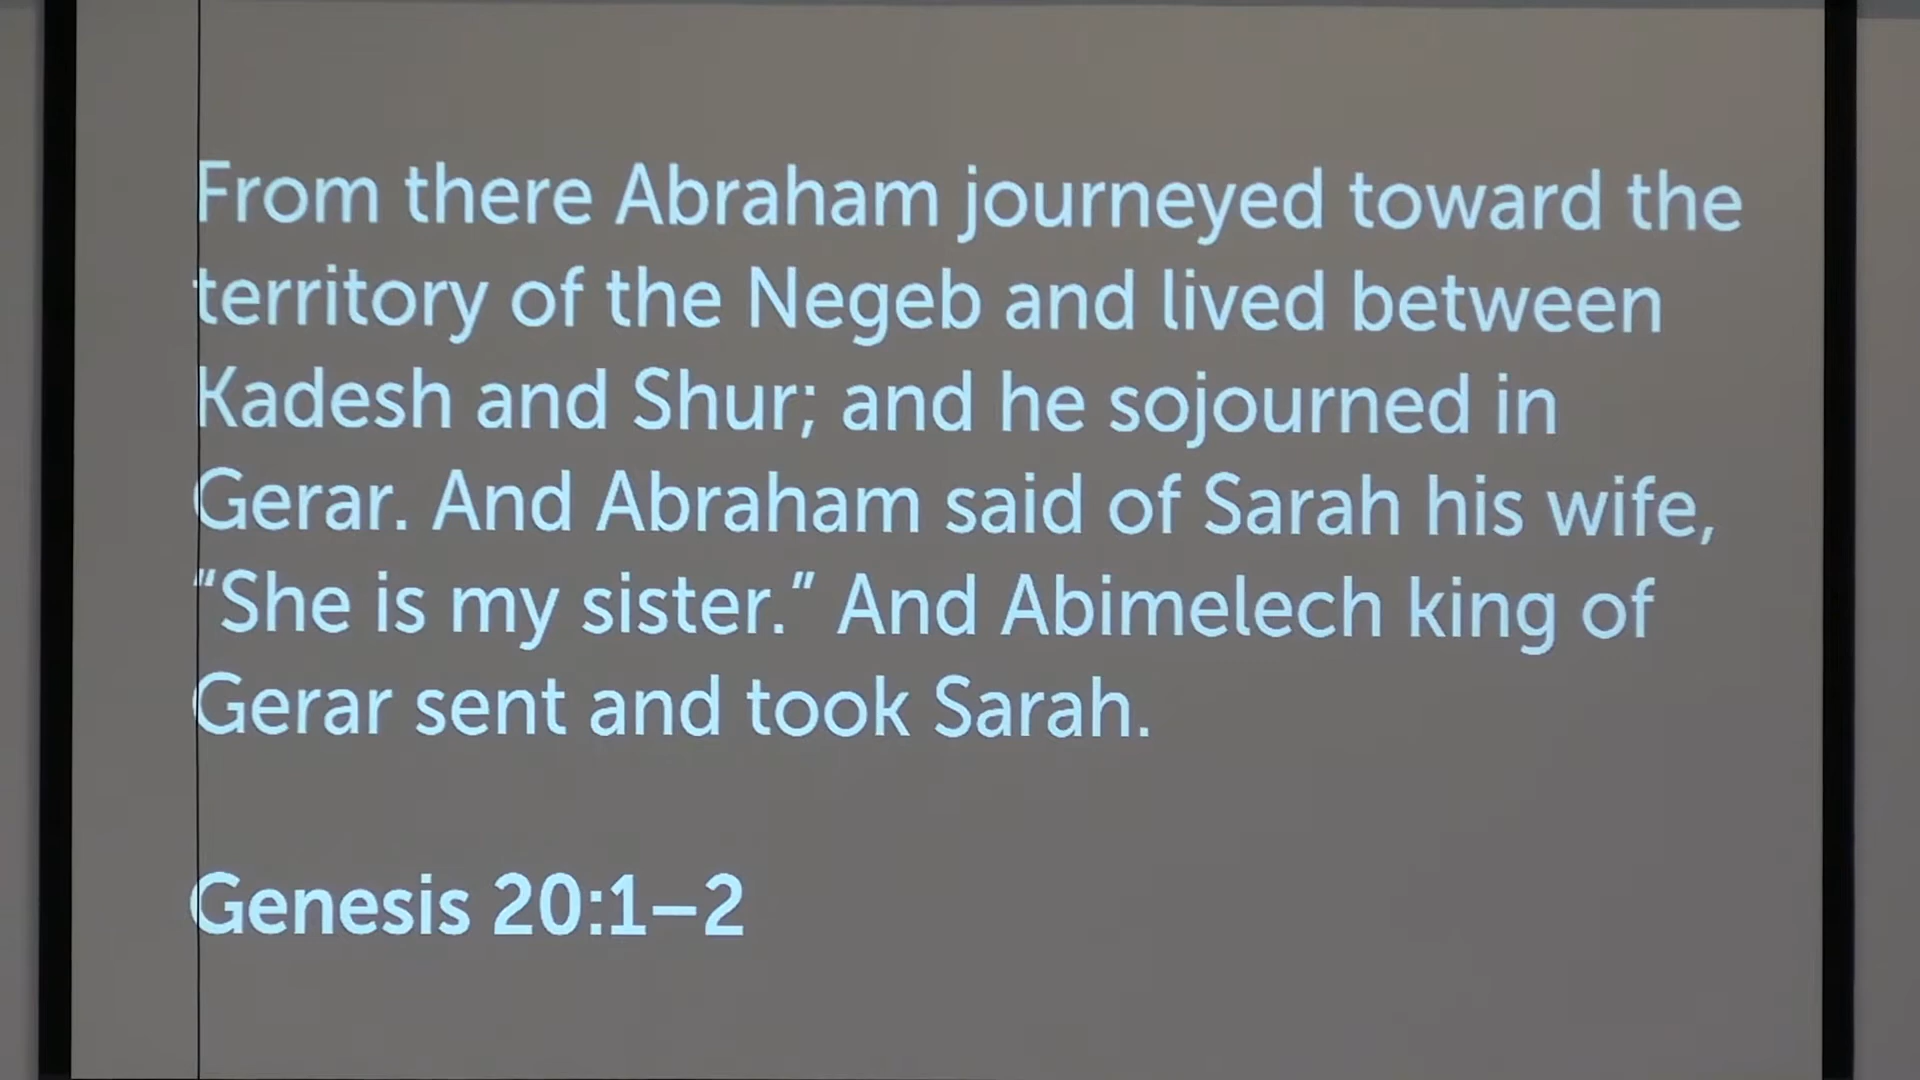 From there Abraham journeyed toward the
territory of the Negeb and lived between
Kadesh and Shur; and he sojourned in
Gerar. And Abraham said of Sarah his wife,
“She is my sister.” And Abimelech king of
Gerar sent and took Sarah.
Genesis 20:1–2